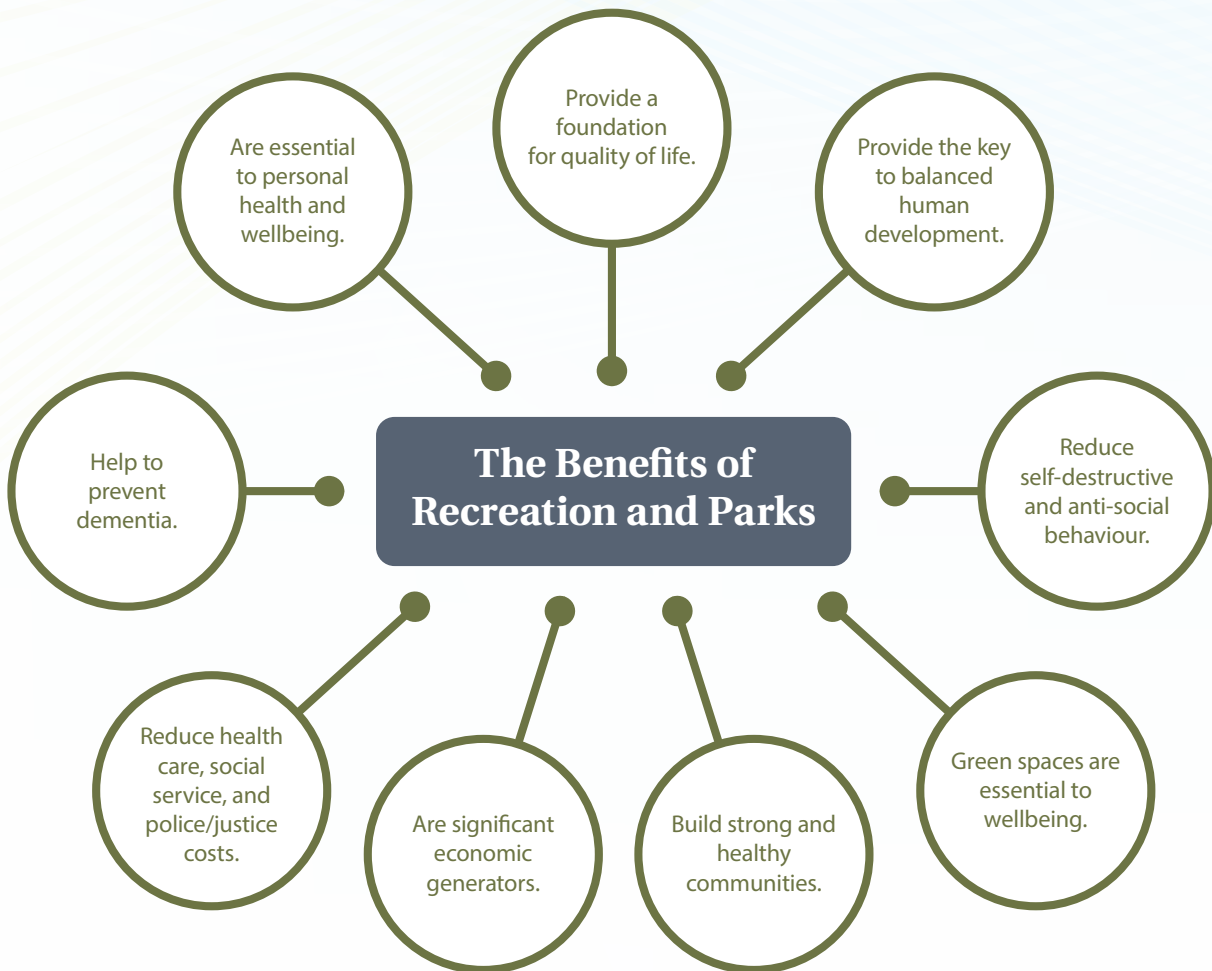 Provide a
foundation
for quality of life.
Are essential
to personal
health and
wellbeing.
Provide the key
to balanced
human
development.
The Benefits of
Recreation and Parks
Help to
prevent
dementia.
Reduce
self-destructive
and anti-social
behaviour.
Reduce health
care, social
service, and
police/justice
costs.
Are significant
economic
generators.
Build strong and
healthy
communities.
Green spaces are
essential to
wellbeing.